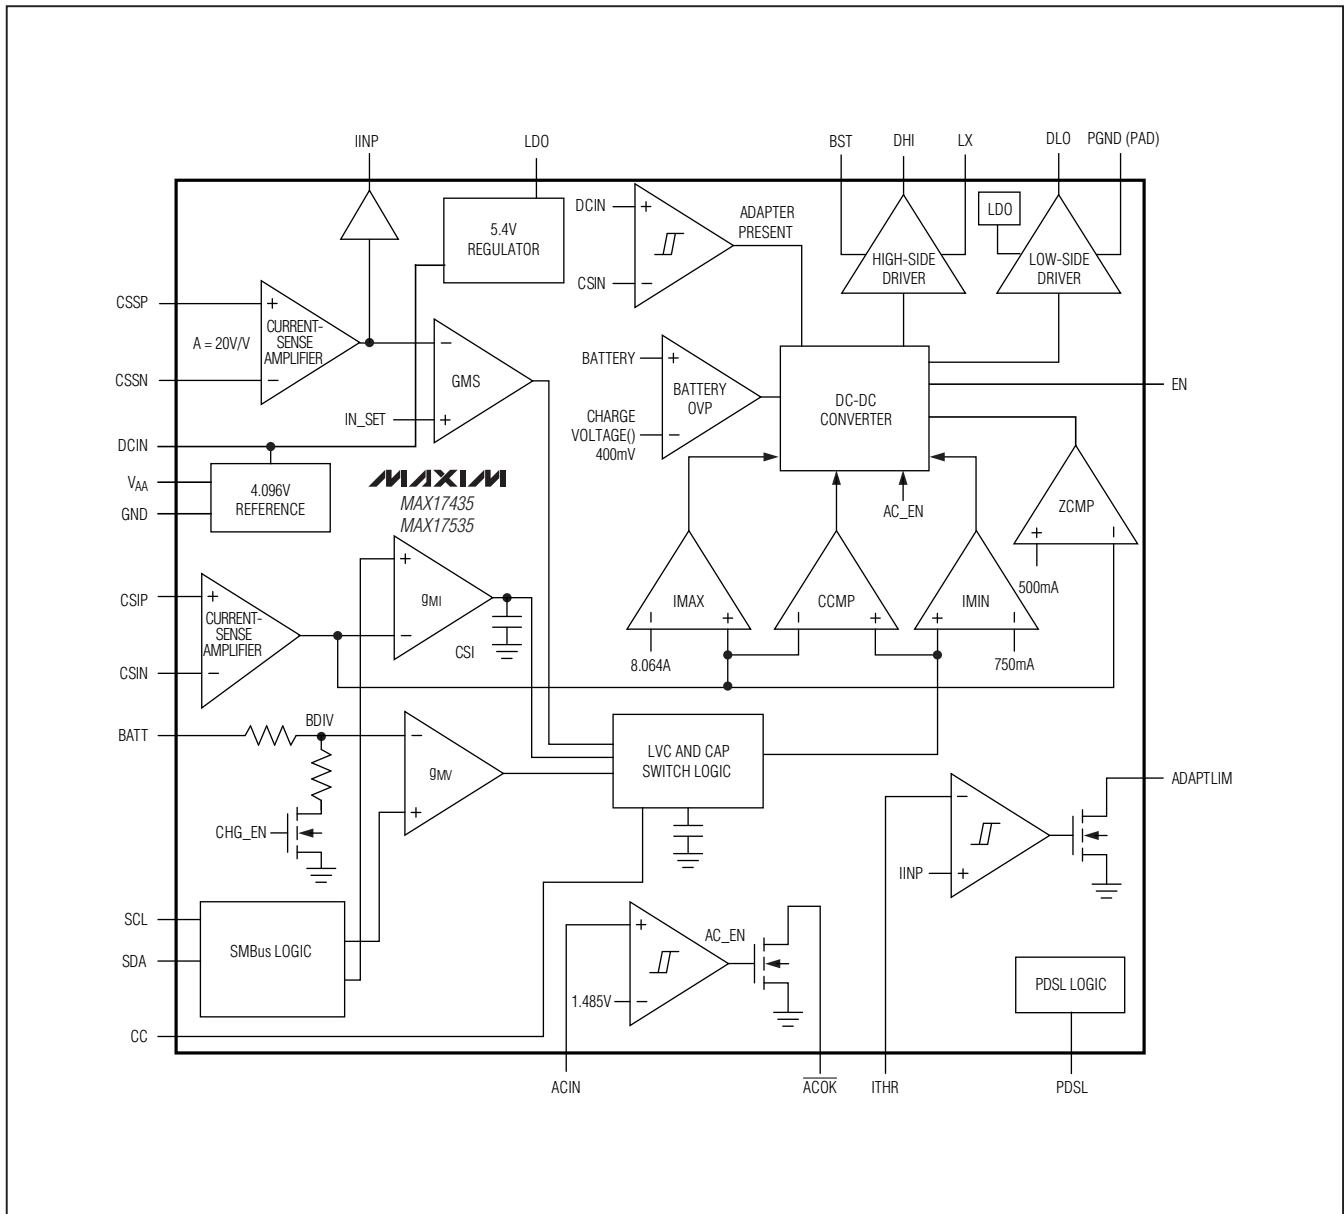 IINP
LDO
BST
DHI
LX
DLO
PGND (PAD)
DCIN
+
ADAPTER
PRESENT
CSIN
−
5.4V
REGULATOR
HIGH-SIDE
DRIVER
LDO
LOW-SIDE
DRIVER
CSSP
+
CURRENT-
SENSE
AMPLIFIER
A = 20V/V
CSSN
−
−
GMS
IN_SET
+
BATTERY
+
BATTERY
OVP
CHARGE
VOLTAGE()
400mV
−
DC-DC
CONVERTER
EN
DCIN
VAA
GND
4.096V
REFERENCE
MAXIM
MAX17435
MAX17535
AC_EN
ZCMP
+
−
500mA
CSIP
+
CURRENT-
SENSE
AMPLIFIER
CSIN
−
+
gMI
−
CSI
IMAX
−
+
8.064A
CCMP
−
+
IMIN
+
−
750mA
BATT
BDIV
−
gMV
+
CHG_EN
LVC AND CAP
SWITCH LOGIC
ADAPTLIM
−
IINP
+
SCL
SDA
SMBus LOGIC
CC
+
AC_EN
1.485V
−
PDSL LOGIC
ACIN
ACOK
ITHR
PDSL